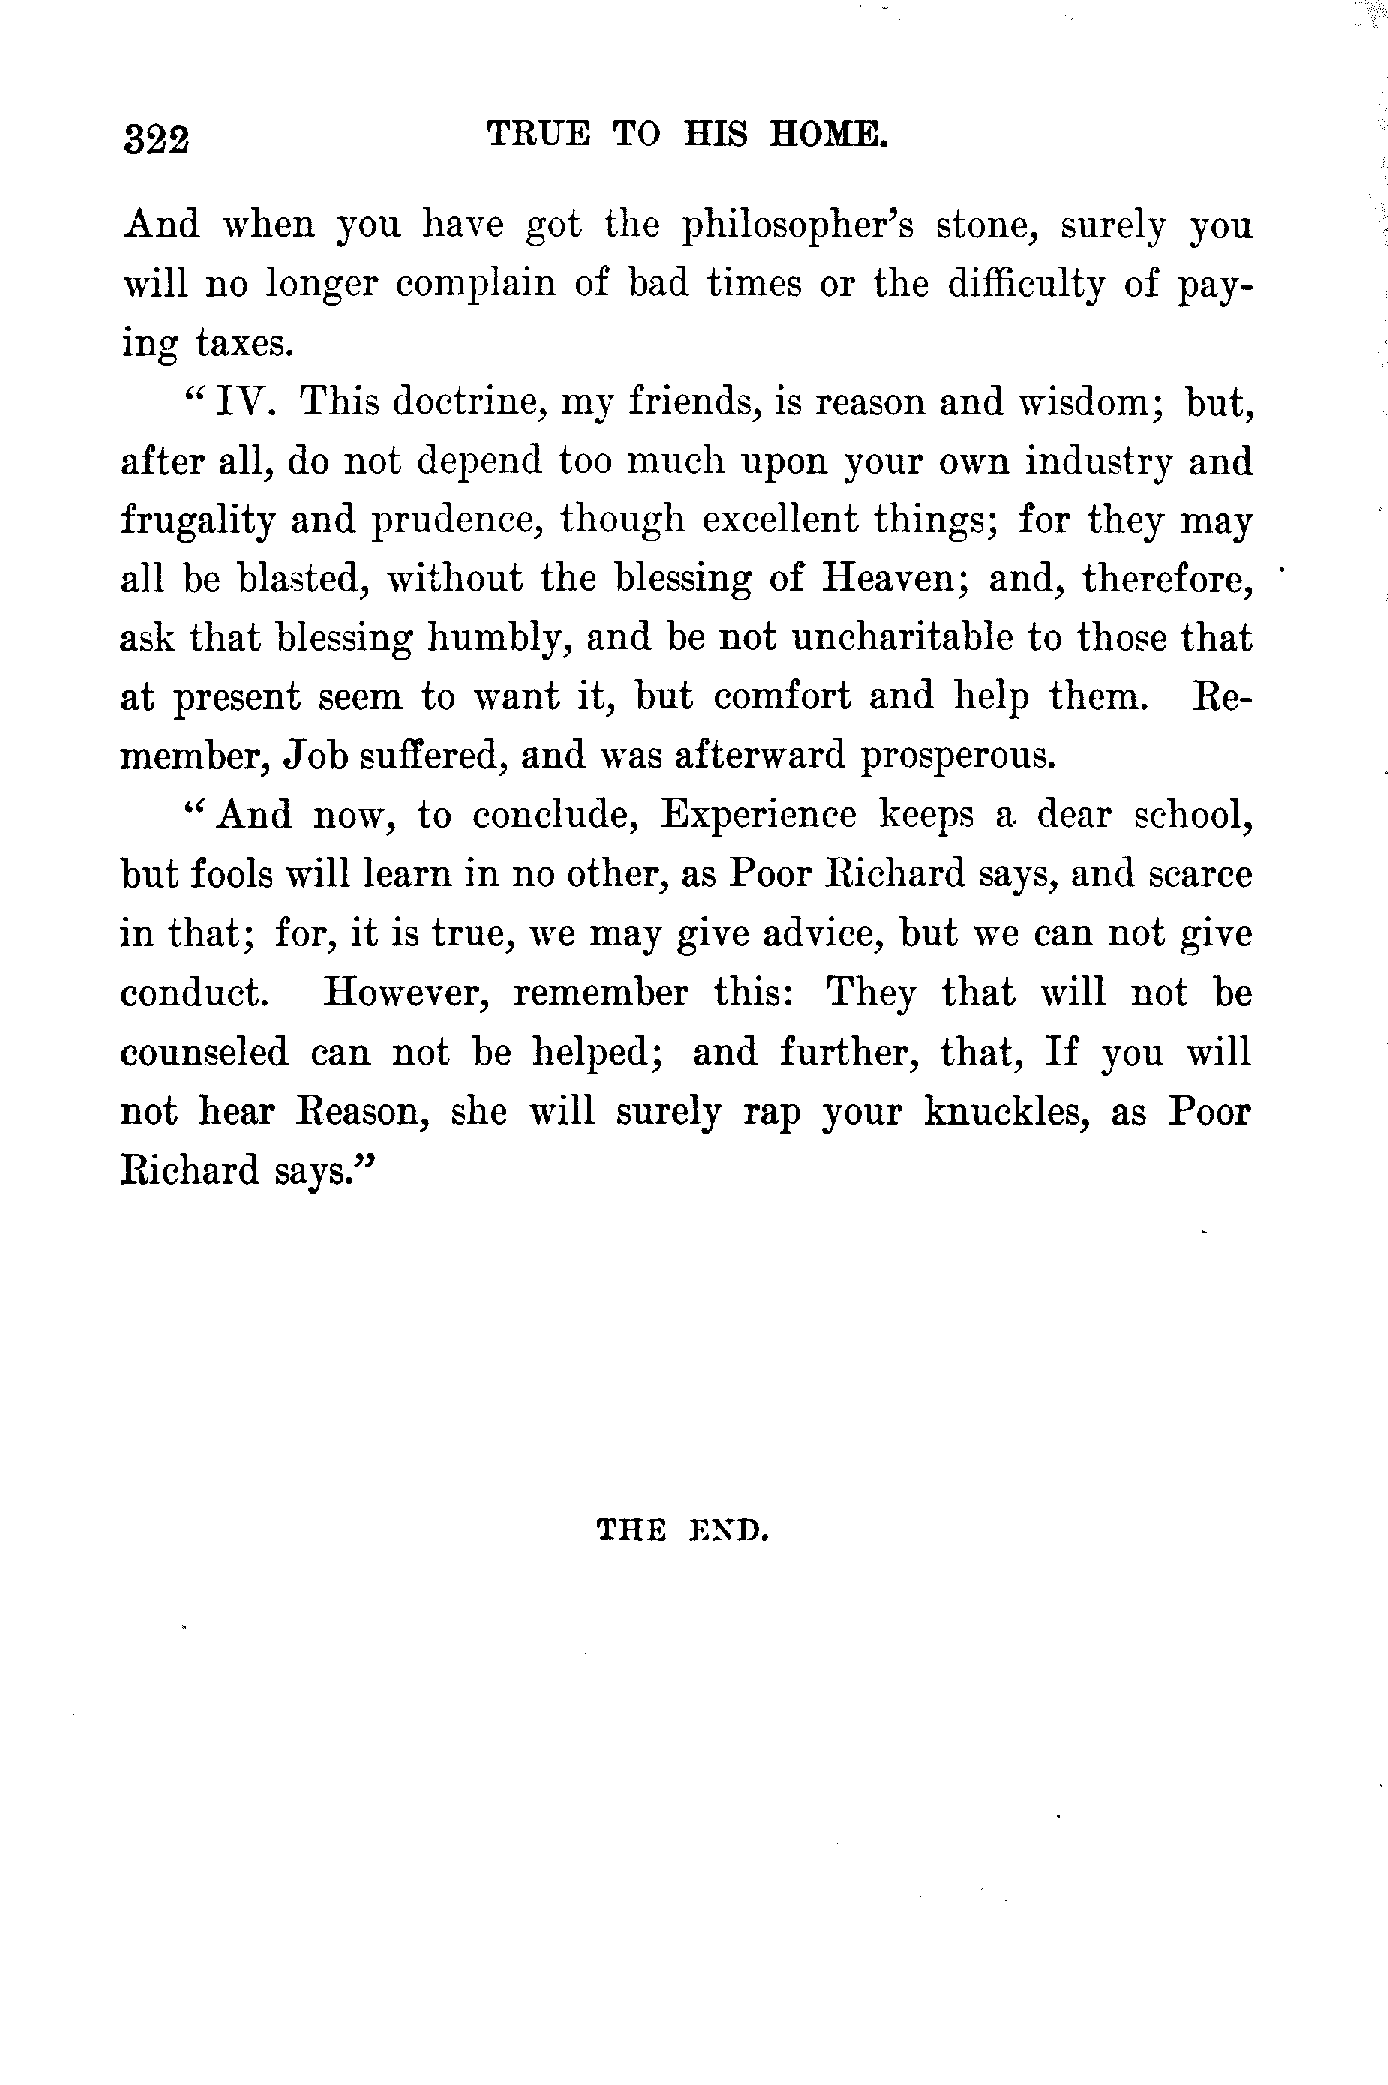 322 TRUE TO HIS HOME.
And when you have got the philosopher's stone, surely you
will no longer complain of bad times or the difficulty of pay-
ing taxes.
" IV. This doctrine, my friends, is reason and wisdom; but,
after all, do not depend too much upon your own industry and
frugality and prudence, though excellent things; for they may
all be blasted, without the blessing of Heaven; and, therefore,
ask that blessing humbly, and be not uncharitable to those that
at present seem to want it, but comfort and help them. Re-
member, Job suffered, and was afterward prosperous.
" And now, to conclude, Experience keeps a dear school,
but fools will learn in no other, as Poor Richard says, and scarce
in that; for, it is true, we may give advice, but we can not give
conduct. However, remember this: They that will not be
counseled can not be helped; and further, that, If you will
not hear Reason, she will surely rap your knuckles, as Poor
Richard says."
THE END.